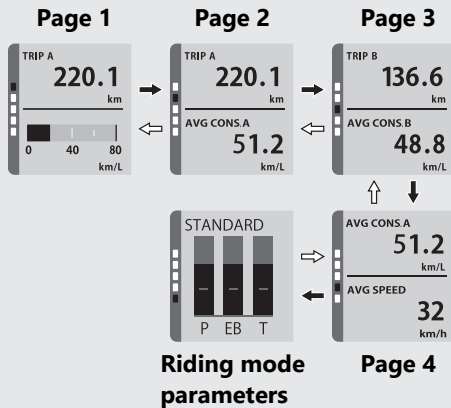 Page 1
Page 2
Page 3
TRIP A
220.1
km
0 40 80
km/L
TRIP A
220.1
km
AVG CONS.A
51.2
km/L
TRIP B
136.6
km
AVG CONS.B
48.8
km/L
STANDARD
P EB T
AVG CONS.A
51.2
km/L
AVG SPEED
32
km/h
Riding mode
parameters
Page 4